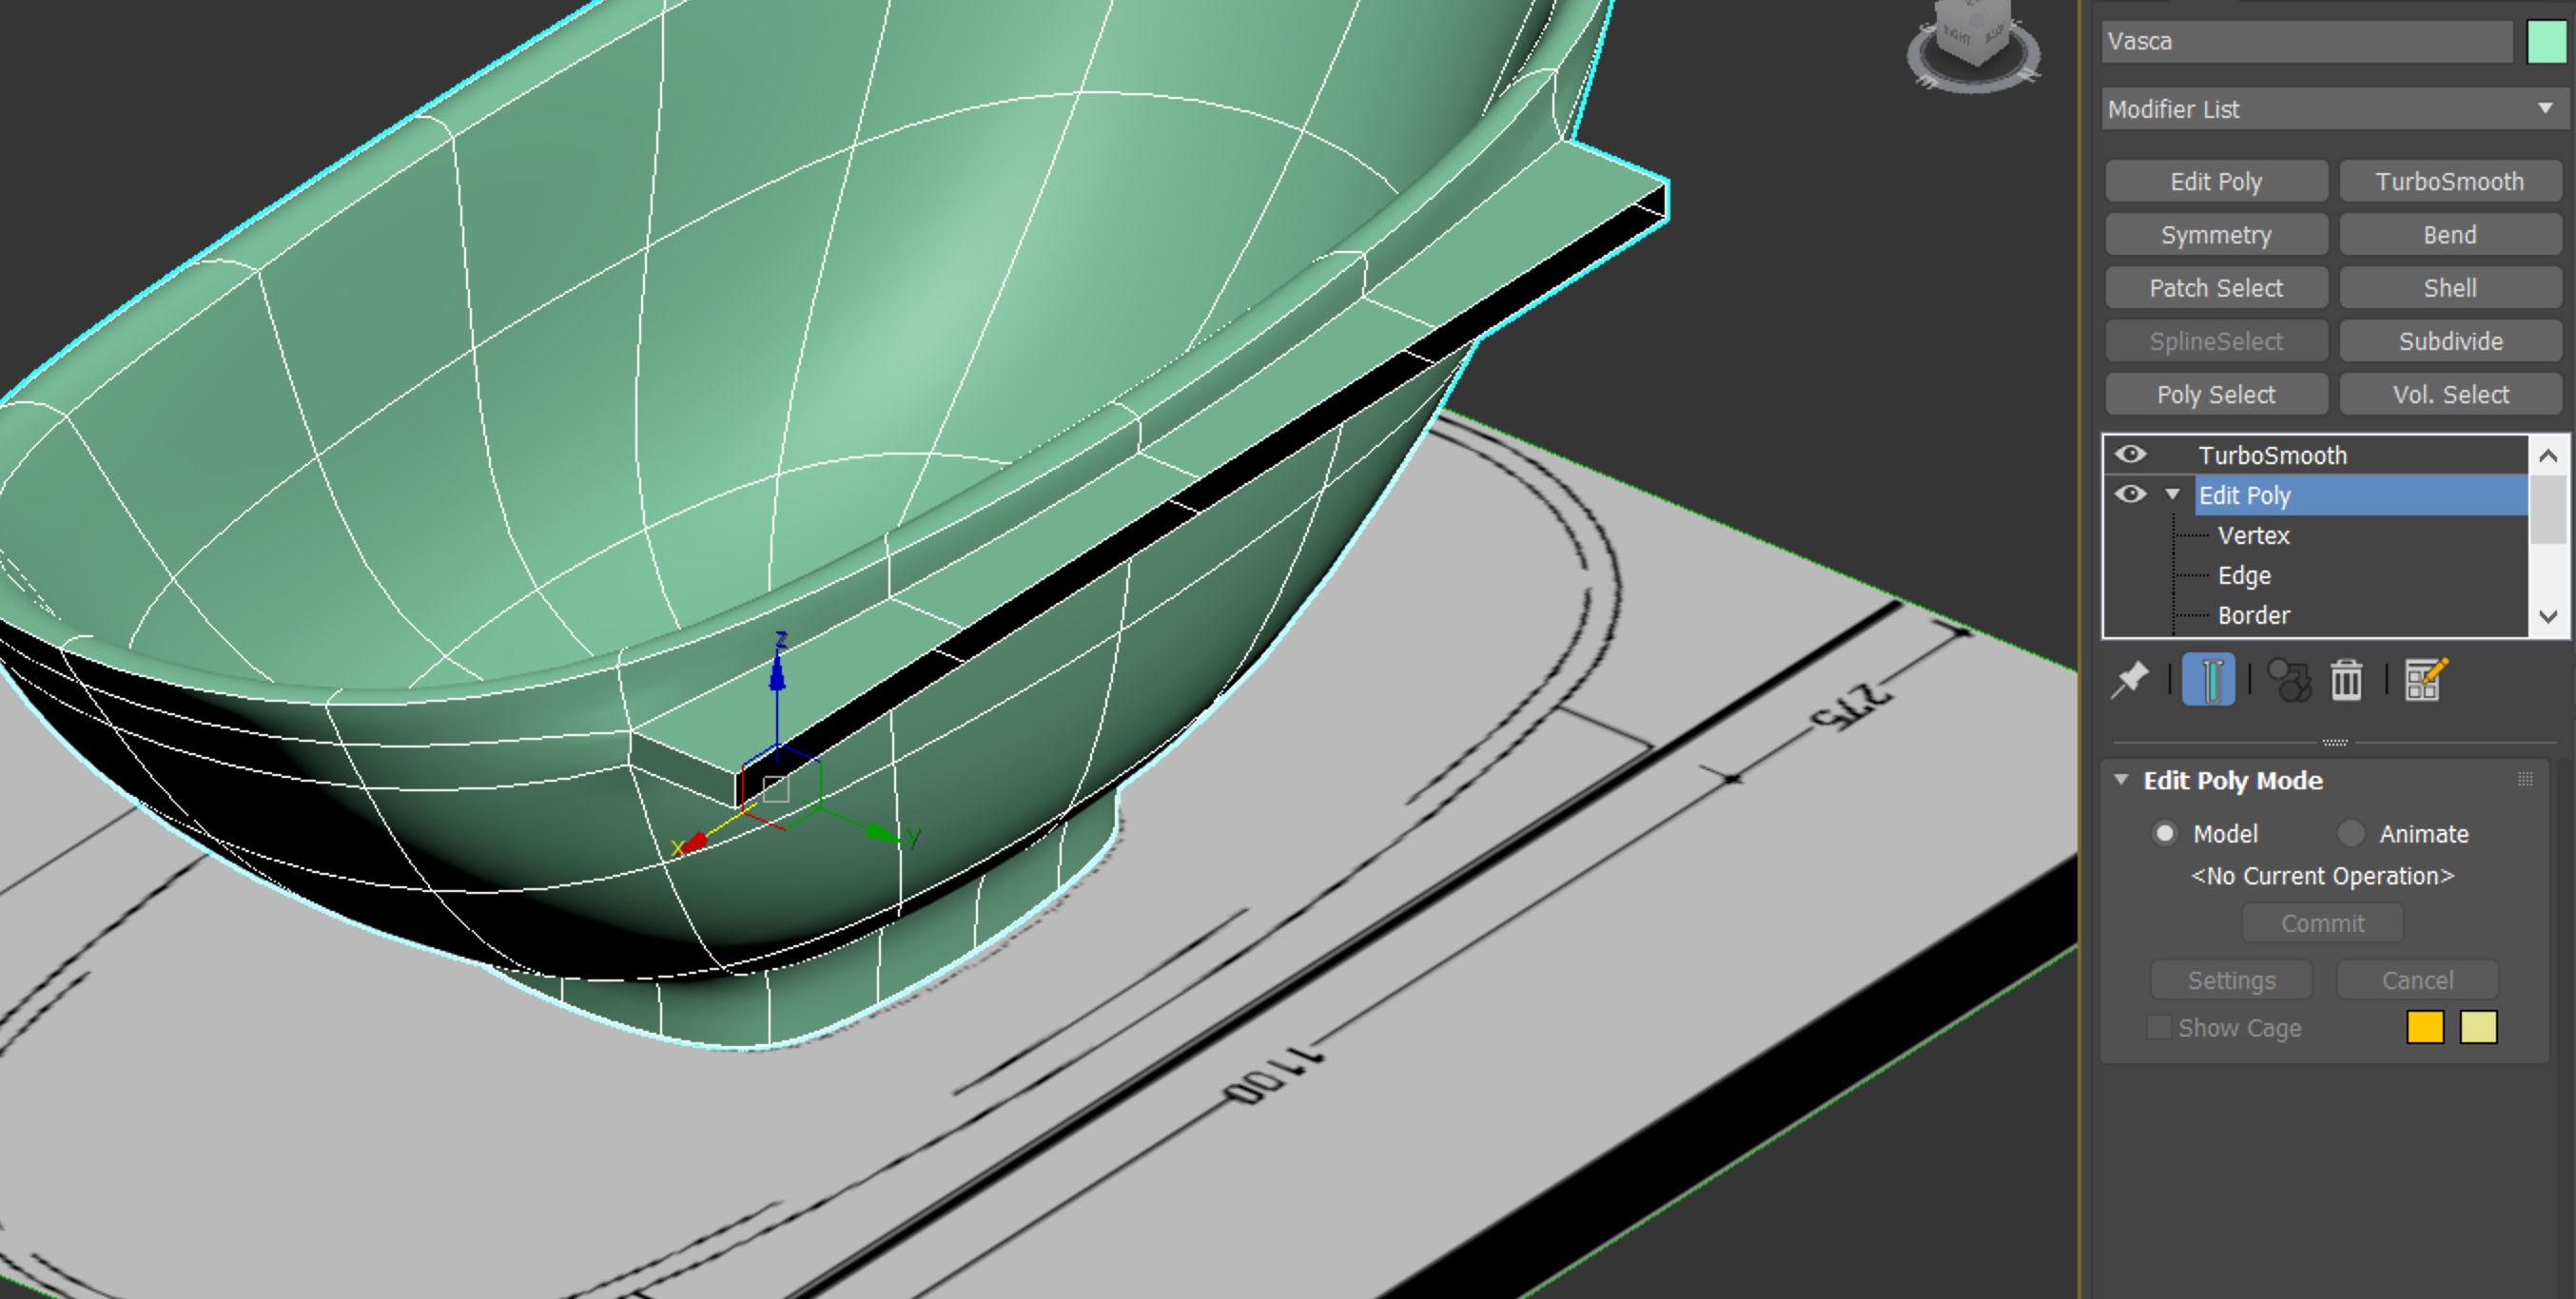 Vasca
Modifier List
Edit Poly
TurboSmooth
Symmetry
Bend
Patch Select
Shell
SplineSelect
Subdivide
Poly Select
Vol. Select
TurboSmooth
Edit Poly
Vertex
Edge
Border
Edit Poly Mode
Model
Animate
<No Current Operation>
Commit
Settings
Cancel
Show Cage
RIGHT
z
x
y
275
1100